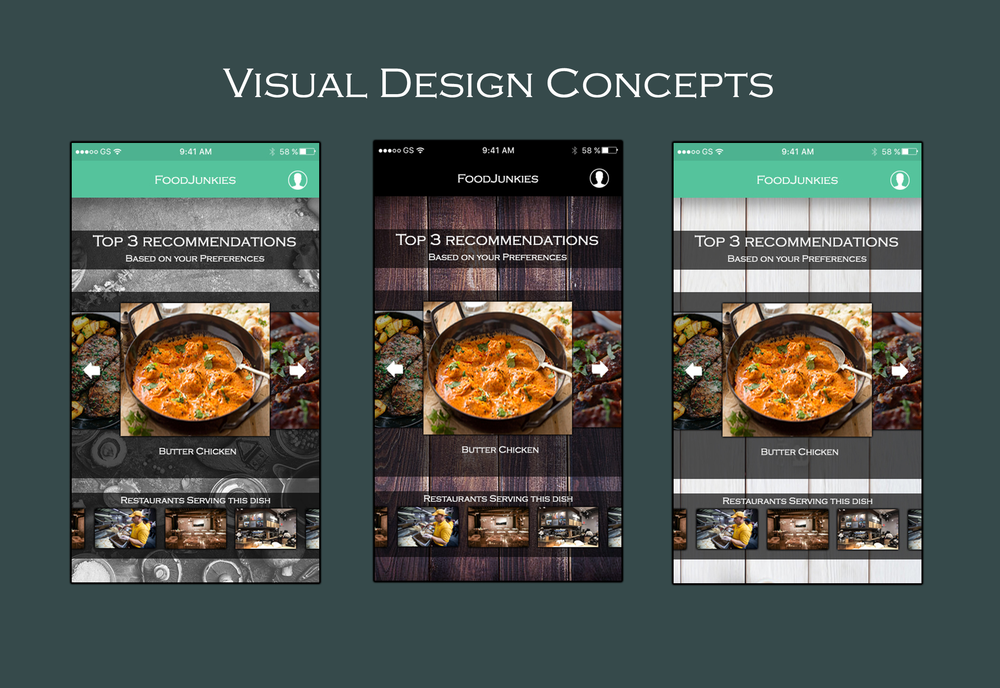 Visual Design Concepts
GS 9:41 AM 58 %
FoodJunkies
Top 3 recommendations
Based on your Preferences
Butter Chicken
Restaurants Serving this dish
GS 9:41 AM 58 %
FoodJunkies
Top 3 recommendations
Based on your Preferences
Butter Chicken
Restaurants Serving this dish
GS 9:41 AM 58 %
FoodJunkies
Top 3 recommendations
Based on your Preferences
Butter Chicken
Restaurants Serving this dish